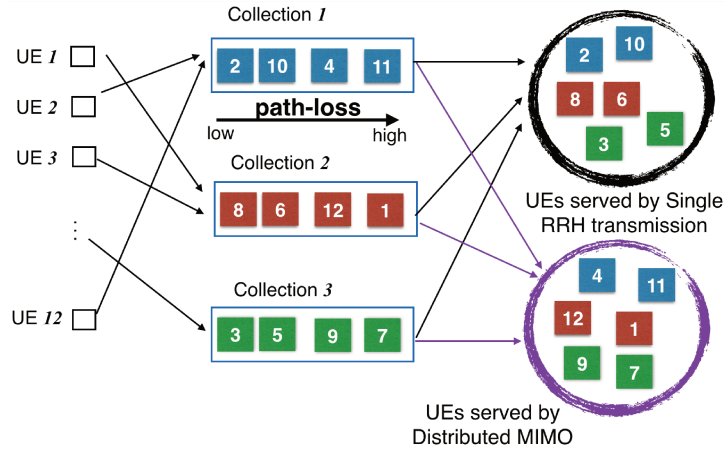 Collection 1
UE 1
UE 2
UE 3
⋮
UE 12
2 10 4 11
path-loss
low high
Collection 2
8 6 12 1
Collection 3
3 5 9 7
2 10
8 6
3 5
UEs served by Single
RRH transmission
4 11
12 1
9 7
UEs served by
Distributed MIMO